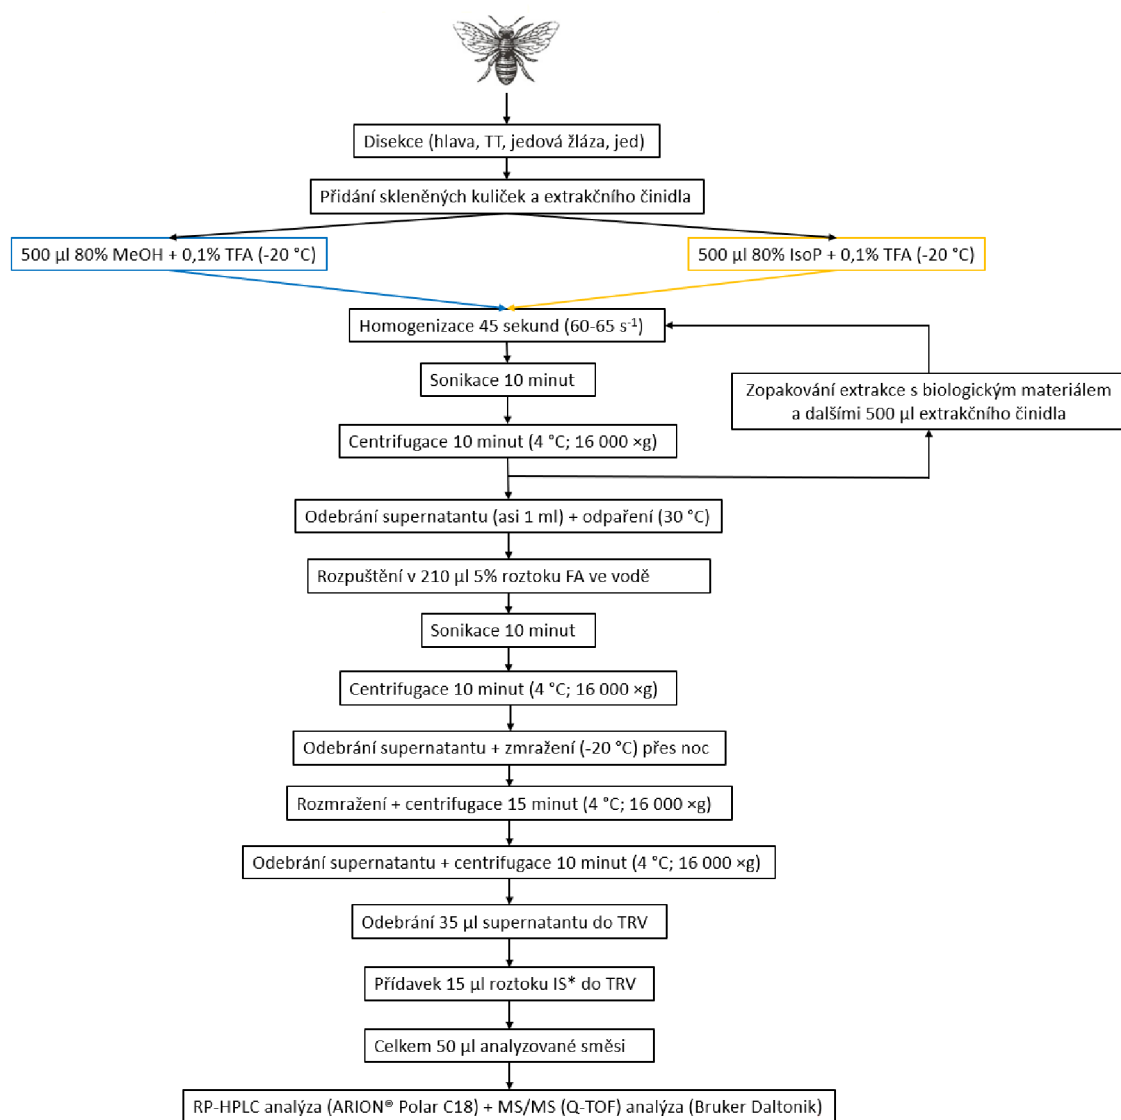 Disekce (hlava, TT, jedová žláza, jed)
Přidání skleněných kuliček a extrakčního činidla
500 µl 80% MeOH + 0,1% TFA (-20 °C)
500 µl 80% IsoP + 0,1% TFA (-20 °C)
Homogenizace 45 sekund (60-65 s⁻¹)
Sonikace 10 minut
Zopakování extrakce s biologickým materiálem
a dalšími 500 µl extrakčního činidla
Centrifugace 10 minut (4 °C; 16 000 ×g)
Odebrání supernatantu (asi 1 ml) + odpaření (30 °C)
Rozpuštění v 210 µl 5% roztoku FA ve vodě
Sonikace 10 minut
Centrifugace 10 minut (4 °C; 16 000 ×g)
Odebrání supernatantu + zmražení (-20 °C) přes noc
Rozmražení + centrifugace 15 minut (4 °C; 16 000 ×g)
Odebrání supernatantu + centrifugace 10 minut (4 °C; 16 000 ×g)
Odebrání 35 µl supernatantu do TRV
Přídavek 15 µl roztoku IS* do TRV
Celkem 50 µl analyzované směsi
RP-HPLC analýza (ARION® Polar C18) + MS/MS (Q-TOF) analýza (Bruker Daltonik)